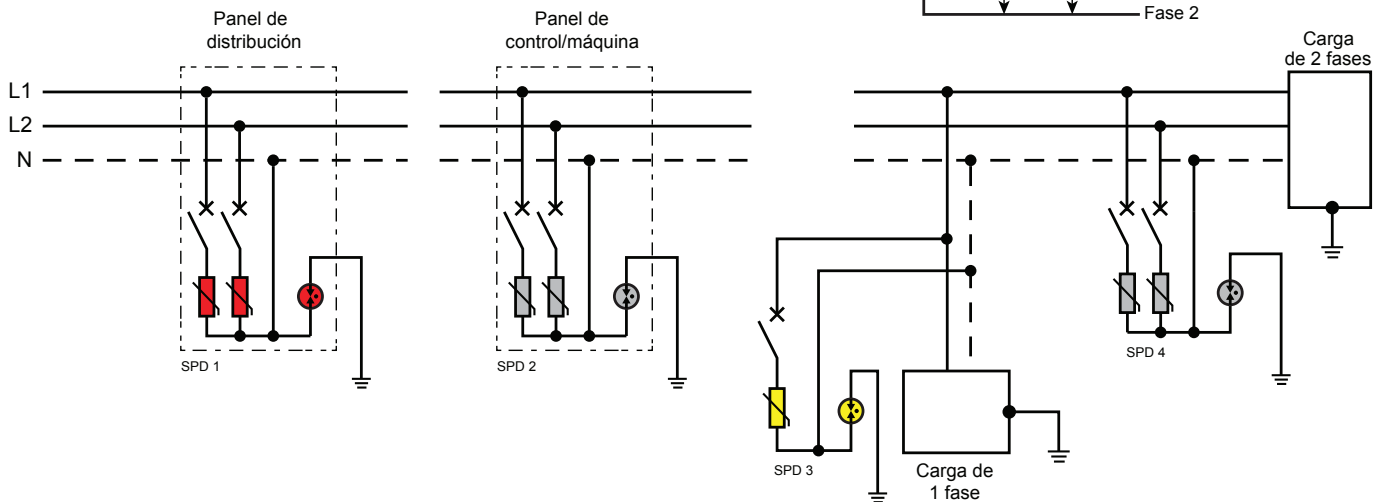 Fase 2
Panel de
distribución
Panel de
control/máquina
Carga
de 2 fases
L1
L2
N
SPD 1
SPD 2
SPD 4
SPD 3
Carga de
1 fase